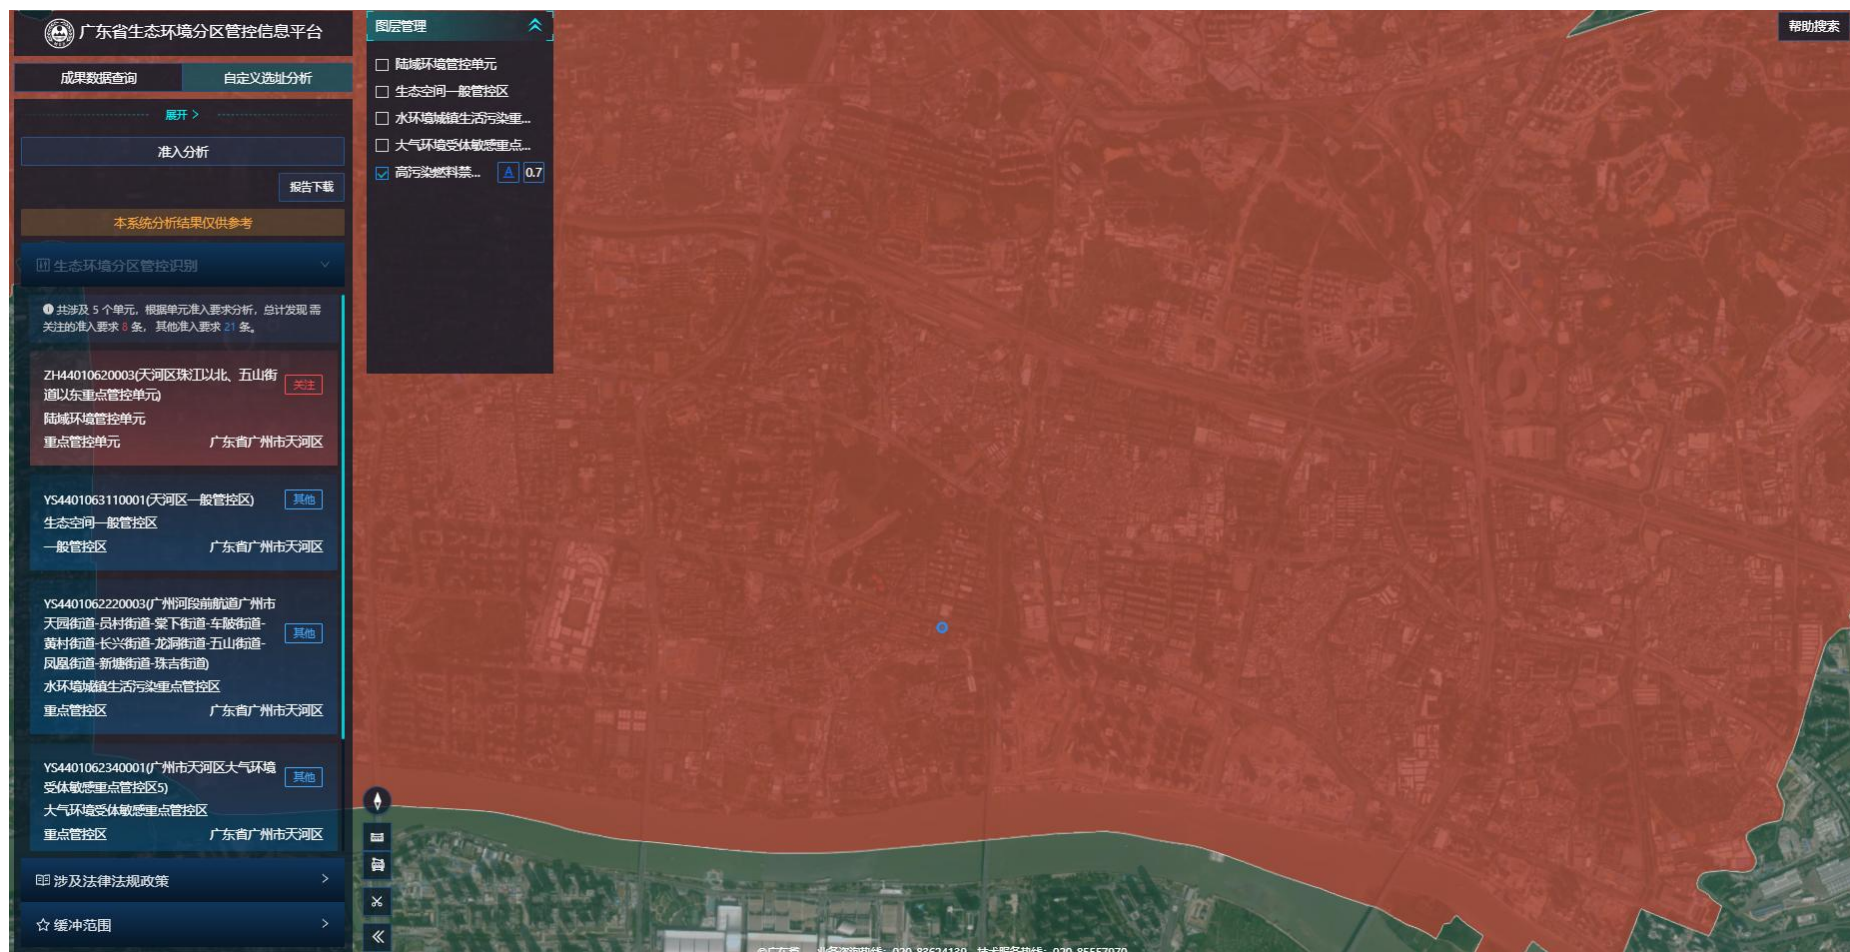 广东省生态环境分区管控信息平台
成果数据查询
自定义选址分析
展开 >
准入分析
报告下载
本系统分析结果仅供参考
生态环境分区管控识别
共涉及 5 个单元，根据单元准入要求分析，总计发现 需
关注的准入要求 8 条， 其他准入要求 21 条。
ZH44010620003(天河区珠江以北、五山街
道以东重点管控单元)
关注
陆域环境管控单元
重点管控单元 广东省广州市天河区
YS4401063110001(天河区一般管控区)
其他
生态空间一般管控区
一般管控区 广东省广州市天河区
YS4401062220003(广州河段前航道广州市
天园街道-员村街道-棠下街道-车陂街道-
黄村街道-长兴街道-龙洞街道-五山街道-
凤凰街道-新塘街道-珠吉街道)
其他
水环境城镇生活污染重点管控区
重点管控区 广东省广州市天河区
YS4401062340001(广州市天河区大气环境
受体敏感重点管控区5)
其他
大气环境受体敏感重点管控区
重点管控区 广东省广州市天河区
涉及法律法规政策
缓冲范围
图层管理
陆域环境管控单元
生态空间一般管控区
水环境城镇生活污染重...
大气环境受体敏感重点...
高污染燃料禁... A 0.7
帮助搜索
业务咨询热线：020-83624139 技术服务热线：020-85557070